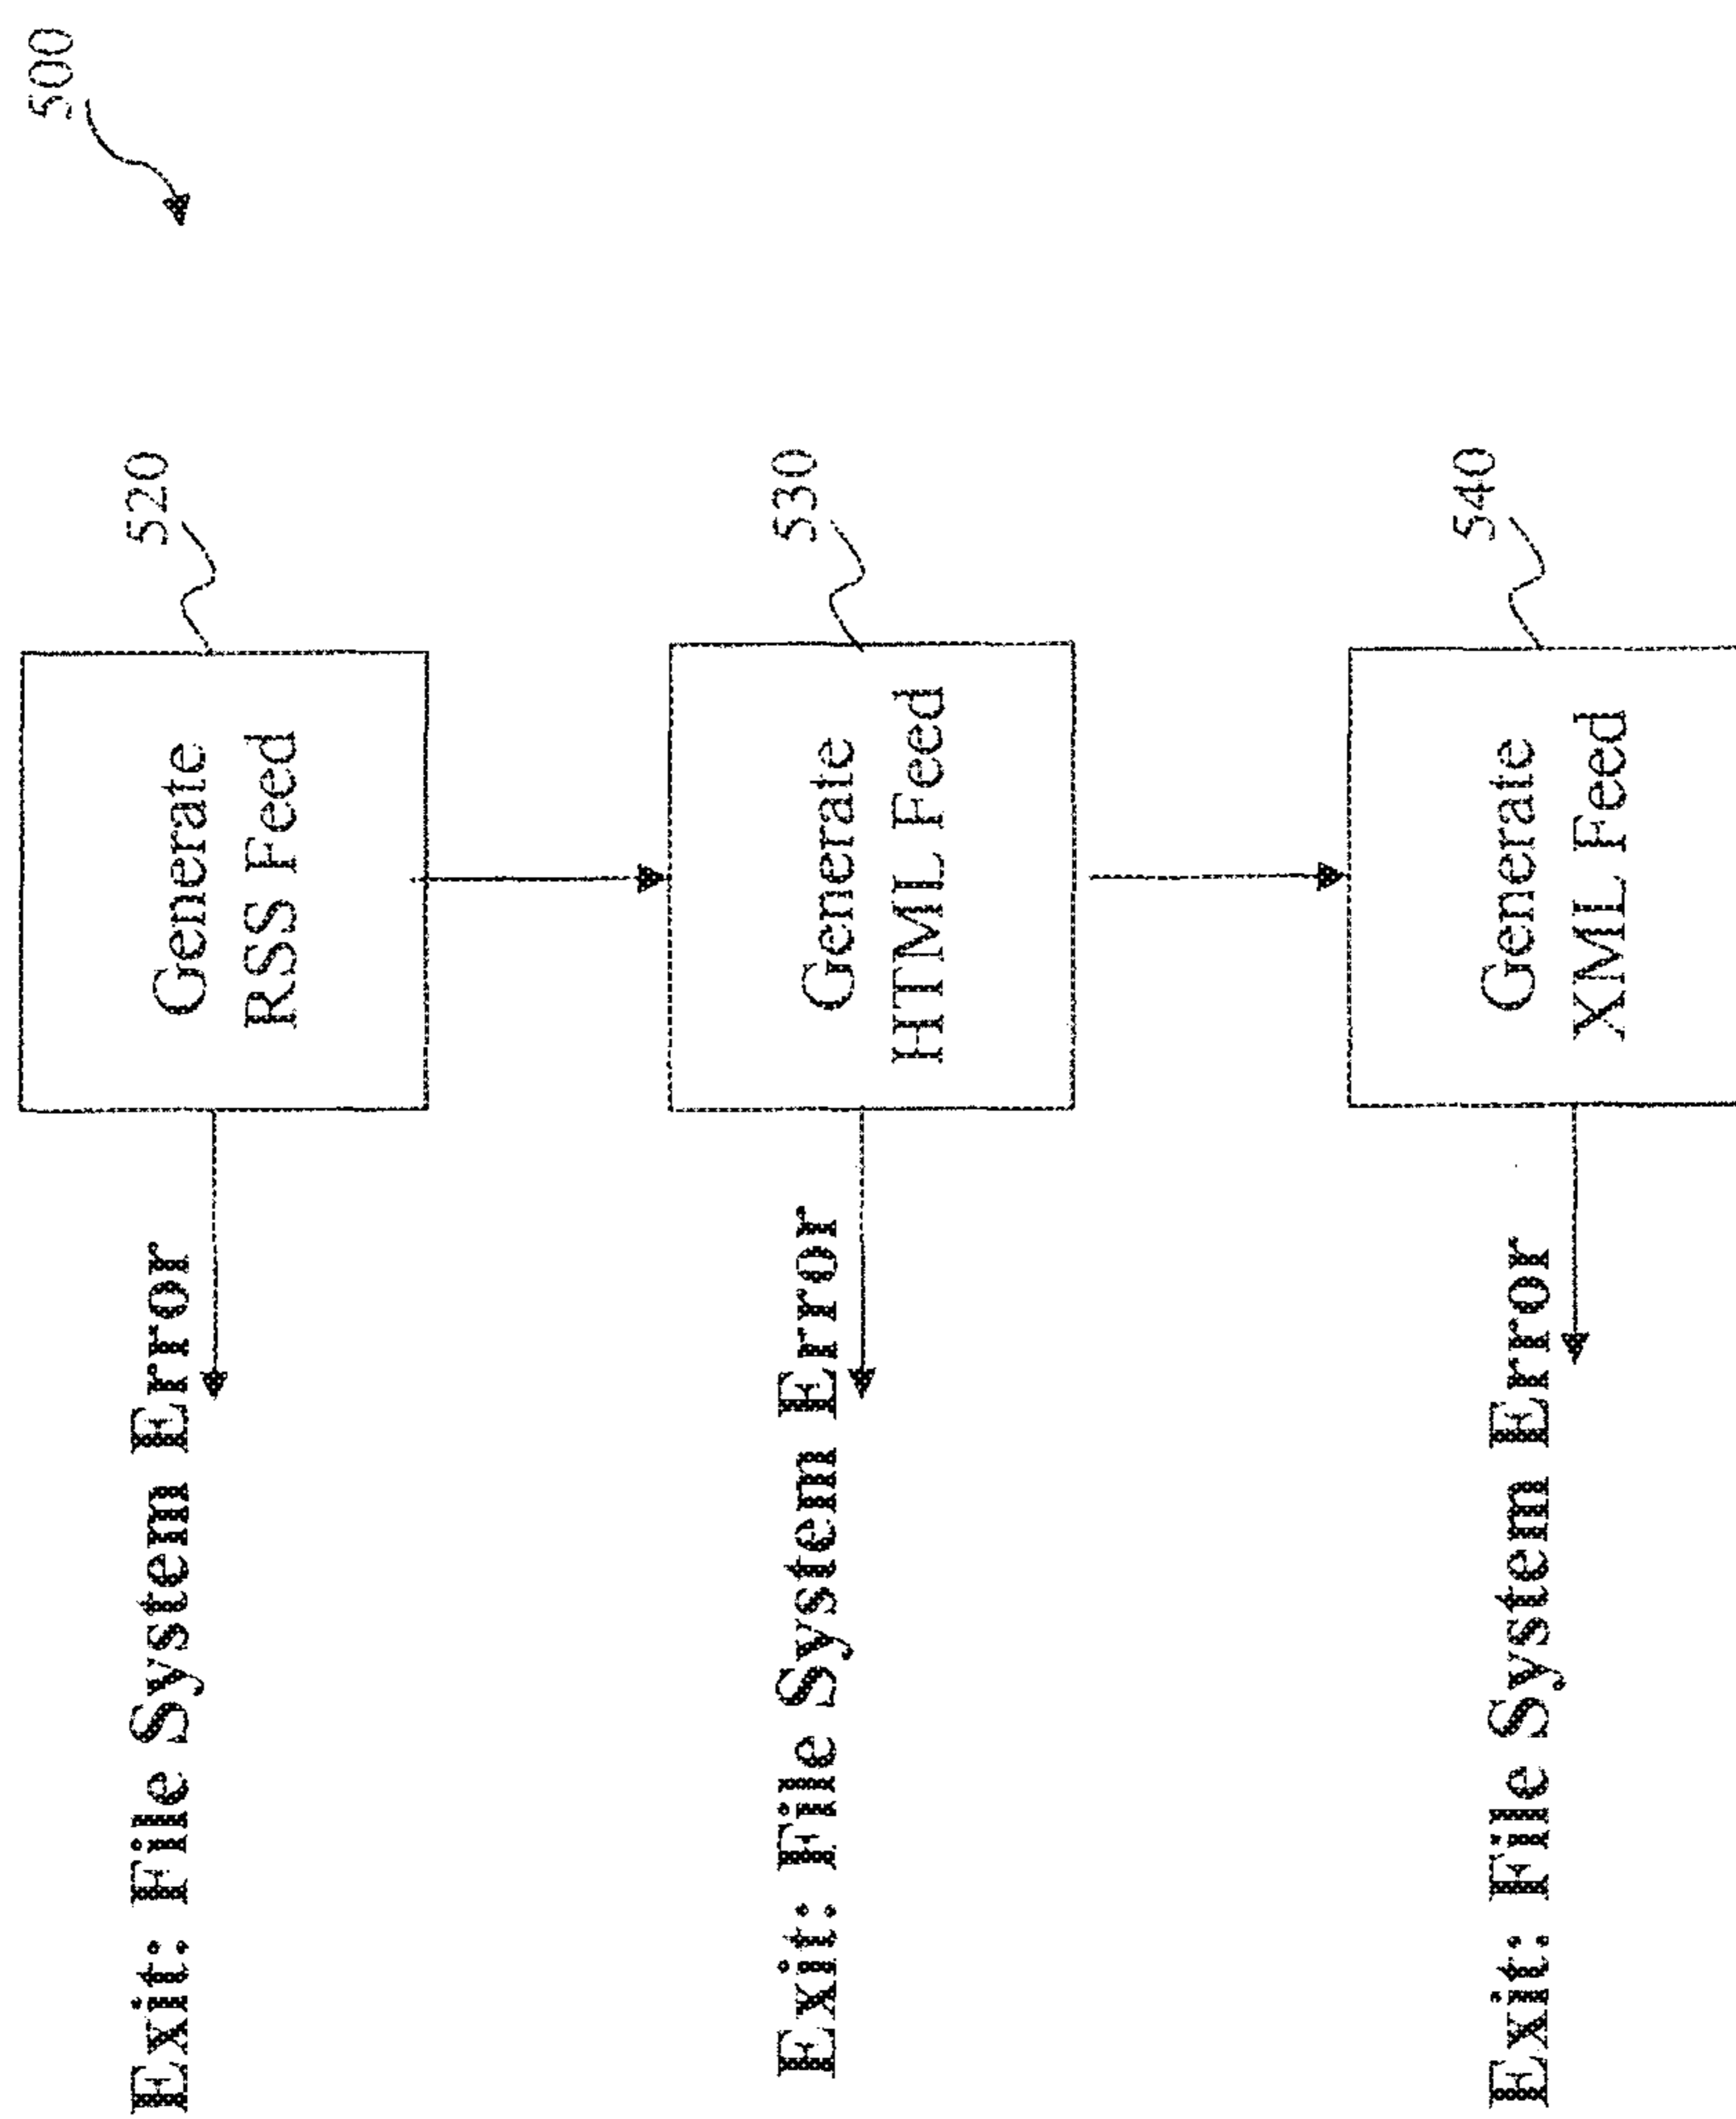 500
520
Generate
RSS Feed
Exit: File System Error
530
Generate
HTML Feed
Exit: File System Error
540
Generate
XML Feed
Exit: File System Error